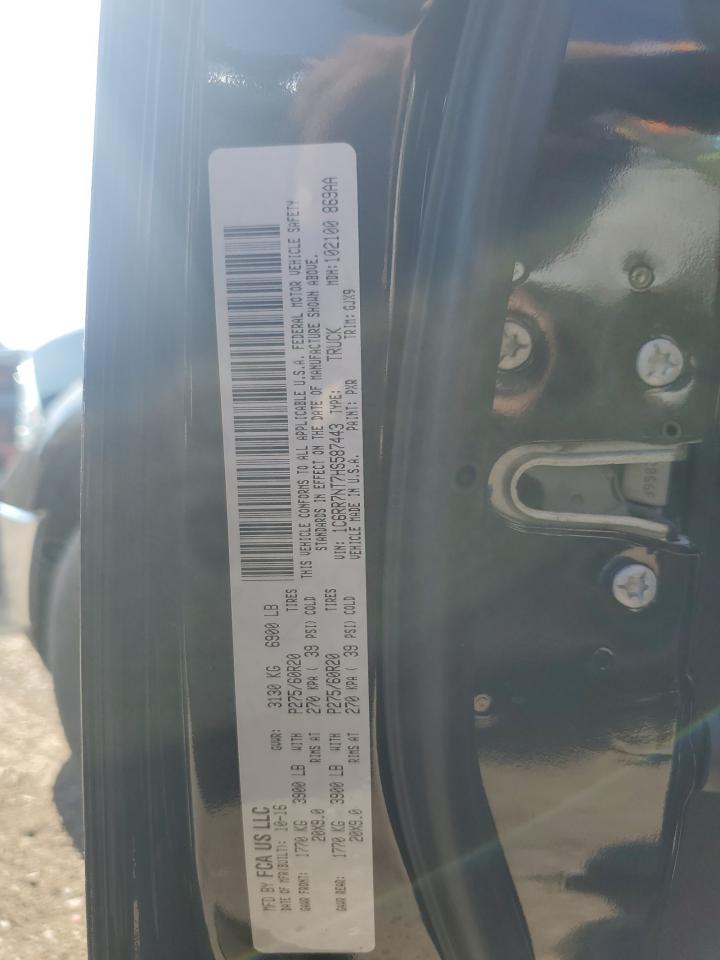 MFD BY FCA US LLC
DATE OF MFR(BUILT): 10-16 GVWR: 3130 KG 6900 LB
GAWR FRONT: 1770 KG 3900 LB WITH P275/60R20 TIRES
20X9.0 RIMS AT 270 KPA ( 39 PSI) COLD
GAWR REAR: 1770 KG 3900 LB WITH P275/60R20 TIRES
20X9.0 RIMS AT 270 KPA ( 39 PSI) COLD
THIS VEHICLE CONFORMS TO ALL APPLICABLE U.S.A. FEDERAL MOTOR VEHICLE SAFETY
STANDARDS IN EFFECT ON THE DATE OF MANUFACTURE SHOWN ABOVE.
VIN: 1C6RR7NT7HS587443 TYPE: TRUCK MDH:102100 869AA
VEHICLE MADE IN U.S.A. PAINT: PXR TRIM: GJX9